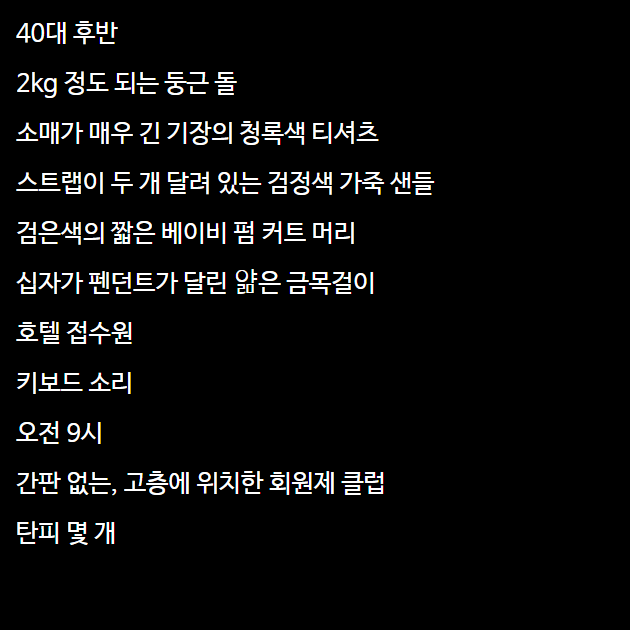 40대 후반
2kg 정도 되는 둥근 돌
소매가 매우 긴 기장의 청록색 티셔츠
스트랩이 두 개 달려 있는 검정색 가죽 샌들
검은색의 짧은 베이비 펌 커트 머리
십자가 펜던트가 달린 얇은 금목걸이
호텔 접수원
키보드 소리
오전 9시
간판 없는, 고층에 위치한 회원제 클럽
탄피 몇 개